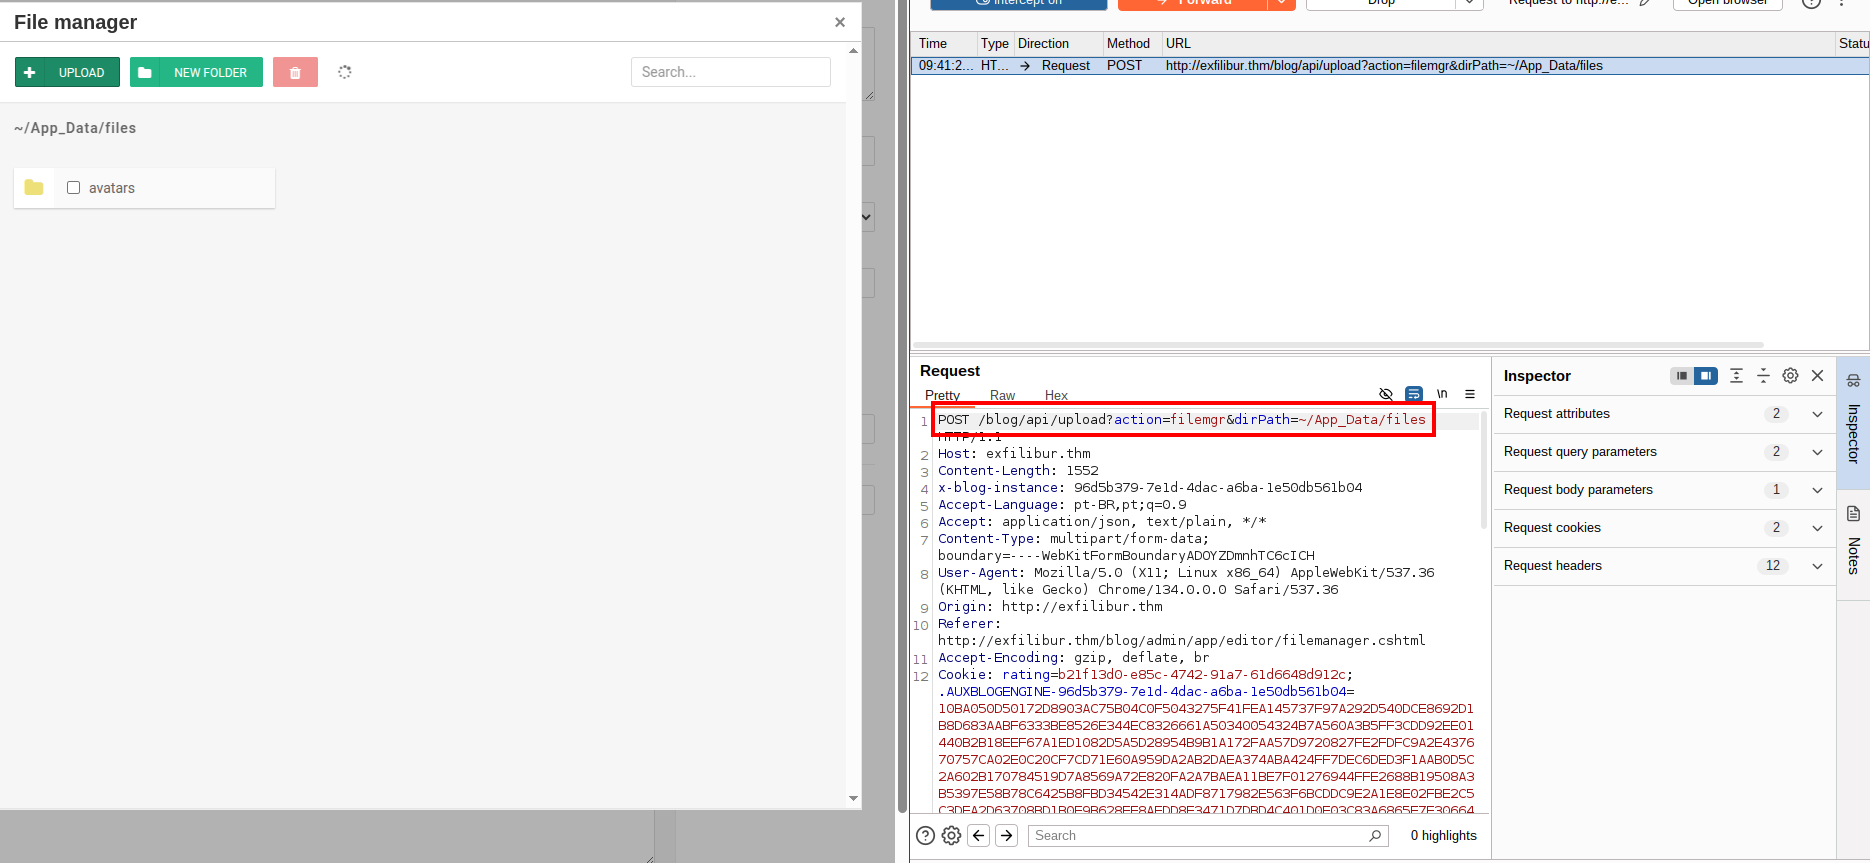 File manager
×
UPLOAD
NEW FOLDER
Search...
~/App_Data/files
avatars
Intercept on
Forward
Drop
Request to http://e...
Open browser
Time
Type
Direction
Method
URL
Statu
09:41:2...
HT...
Request
POST
http://exfilibur.thm/blog/api/upload?action=filemgr&dirPath=~/App_Data/files
Request
Pretty
Raw
Hex
\n
1 POST /blog/api/upload?action=filemgr&dirPath=~/App_Data/files
HTTP/1.1
2 Host: exfilibur.thm
3 Content-Length: 1552
4 x-blog-instance: 96d5b379-7e1d-4dac-a6ba-1e50db561b04
5 Accept-Language: pt-BR,pt;q=0.9
6 Accept: application/json, text/plain, */*
7 Content-Type: multipart/form-data;
boundary=----WebKitFormBoundaryADOYZDmnhTC6cICH
8 User-Agent: Mozilla/5.0 (X11; Linux x86_64) AppleWebKit/537.36
(KHTML, like Gecko) Chrome/134.0.0.0 Safari/537.36
9 Origin: http://exfilibur.thm
10 Referer:
http://exfilibur.thm/blog/admin/app/editor/filemanager.cshtml
11 Accept-Encoding: gzip, deflate, br
12 Cookie: rating=b21f13d0-e85c-4742-91a7-61d6648d912c;
.AUXBLOGENGINE-96d5b379-7e1d-4dac-a6ba-1e50db561b04=
10BA050D50172D8903AC75B04C0F5043275F41FEA145737F97A292D540DCE8692D1
B8D683AABF6333BE8526E344EC8326661A50340054324B7A560A3B5FF3CDD92EE01
440B2B18EEF67A1ED1082D5A5D28954B9B1A172FAA57D9720827FE2FDFC9A2E4376
70757CA02E0C20CF7CD71E60A959DA2AB2DAEA374ABA424FF7DEC6DED3F1AAB0D5C
2A602B170784519D7A8569A72E820FA2A7BAEA11BE7F01276944FFE2688B19508A3
B5397E58B78C6425B8FBD34542E314ADF8717982E563F6BCDDC9E2A1E8E02FBE2C5
C3DEA2D63708BD1B0E9B628EE8AEDD8E3471D7DBD4C401D0E03C83A6865E7E30664
Search
0 highlights
Inspector
Request attributes
2
Request query parameters
2
Request body parameters
1
Request cookies
2
Request headers
12
Inspector
Notes